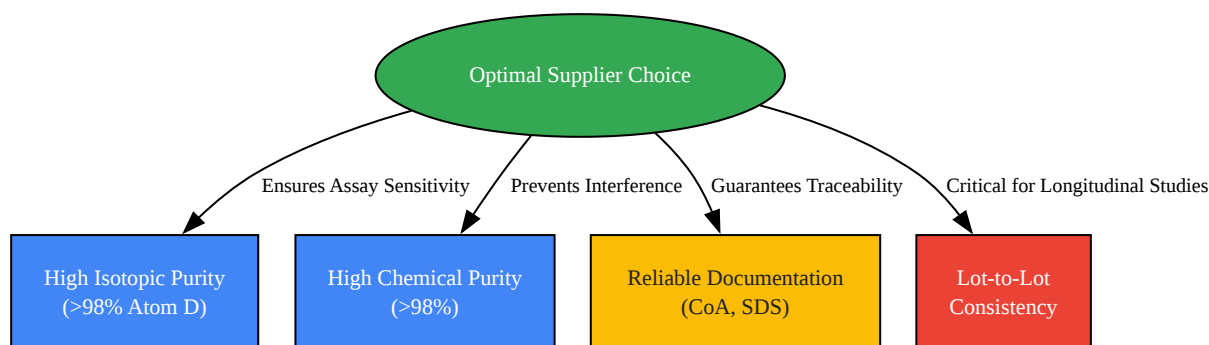 Optimal Supplier Choice
Ensures Assay Sensitivity
Prevents Interference
Guarantees Traceability
Critical for Longitudinal Studies
High Isotopic Purity
(>98% Atom D)
High Chemical Purity
(>98%)
Reliable Documentation
(CoA, SDS)
Lot-to-Lot
Consistency